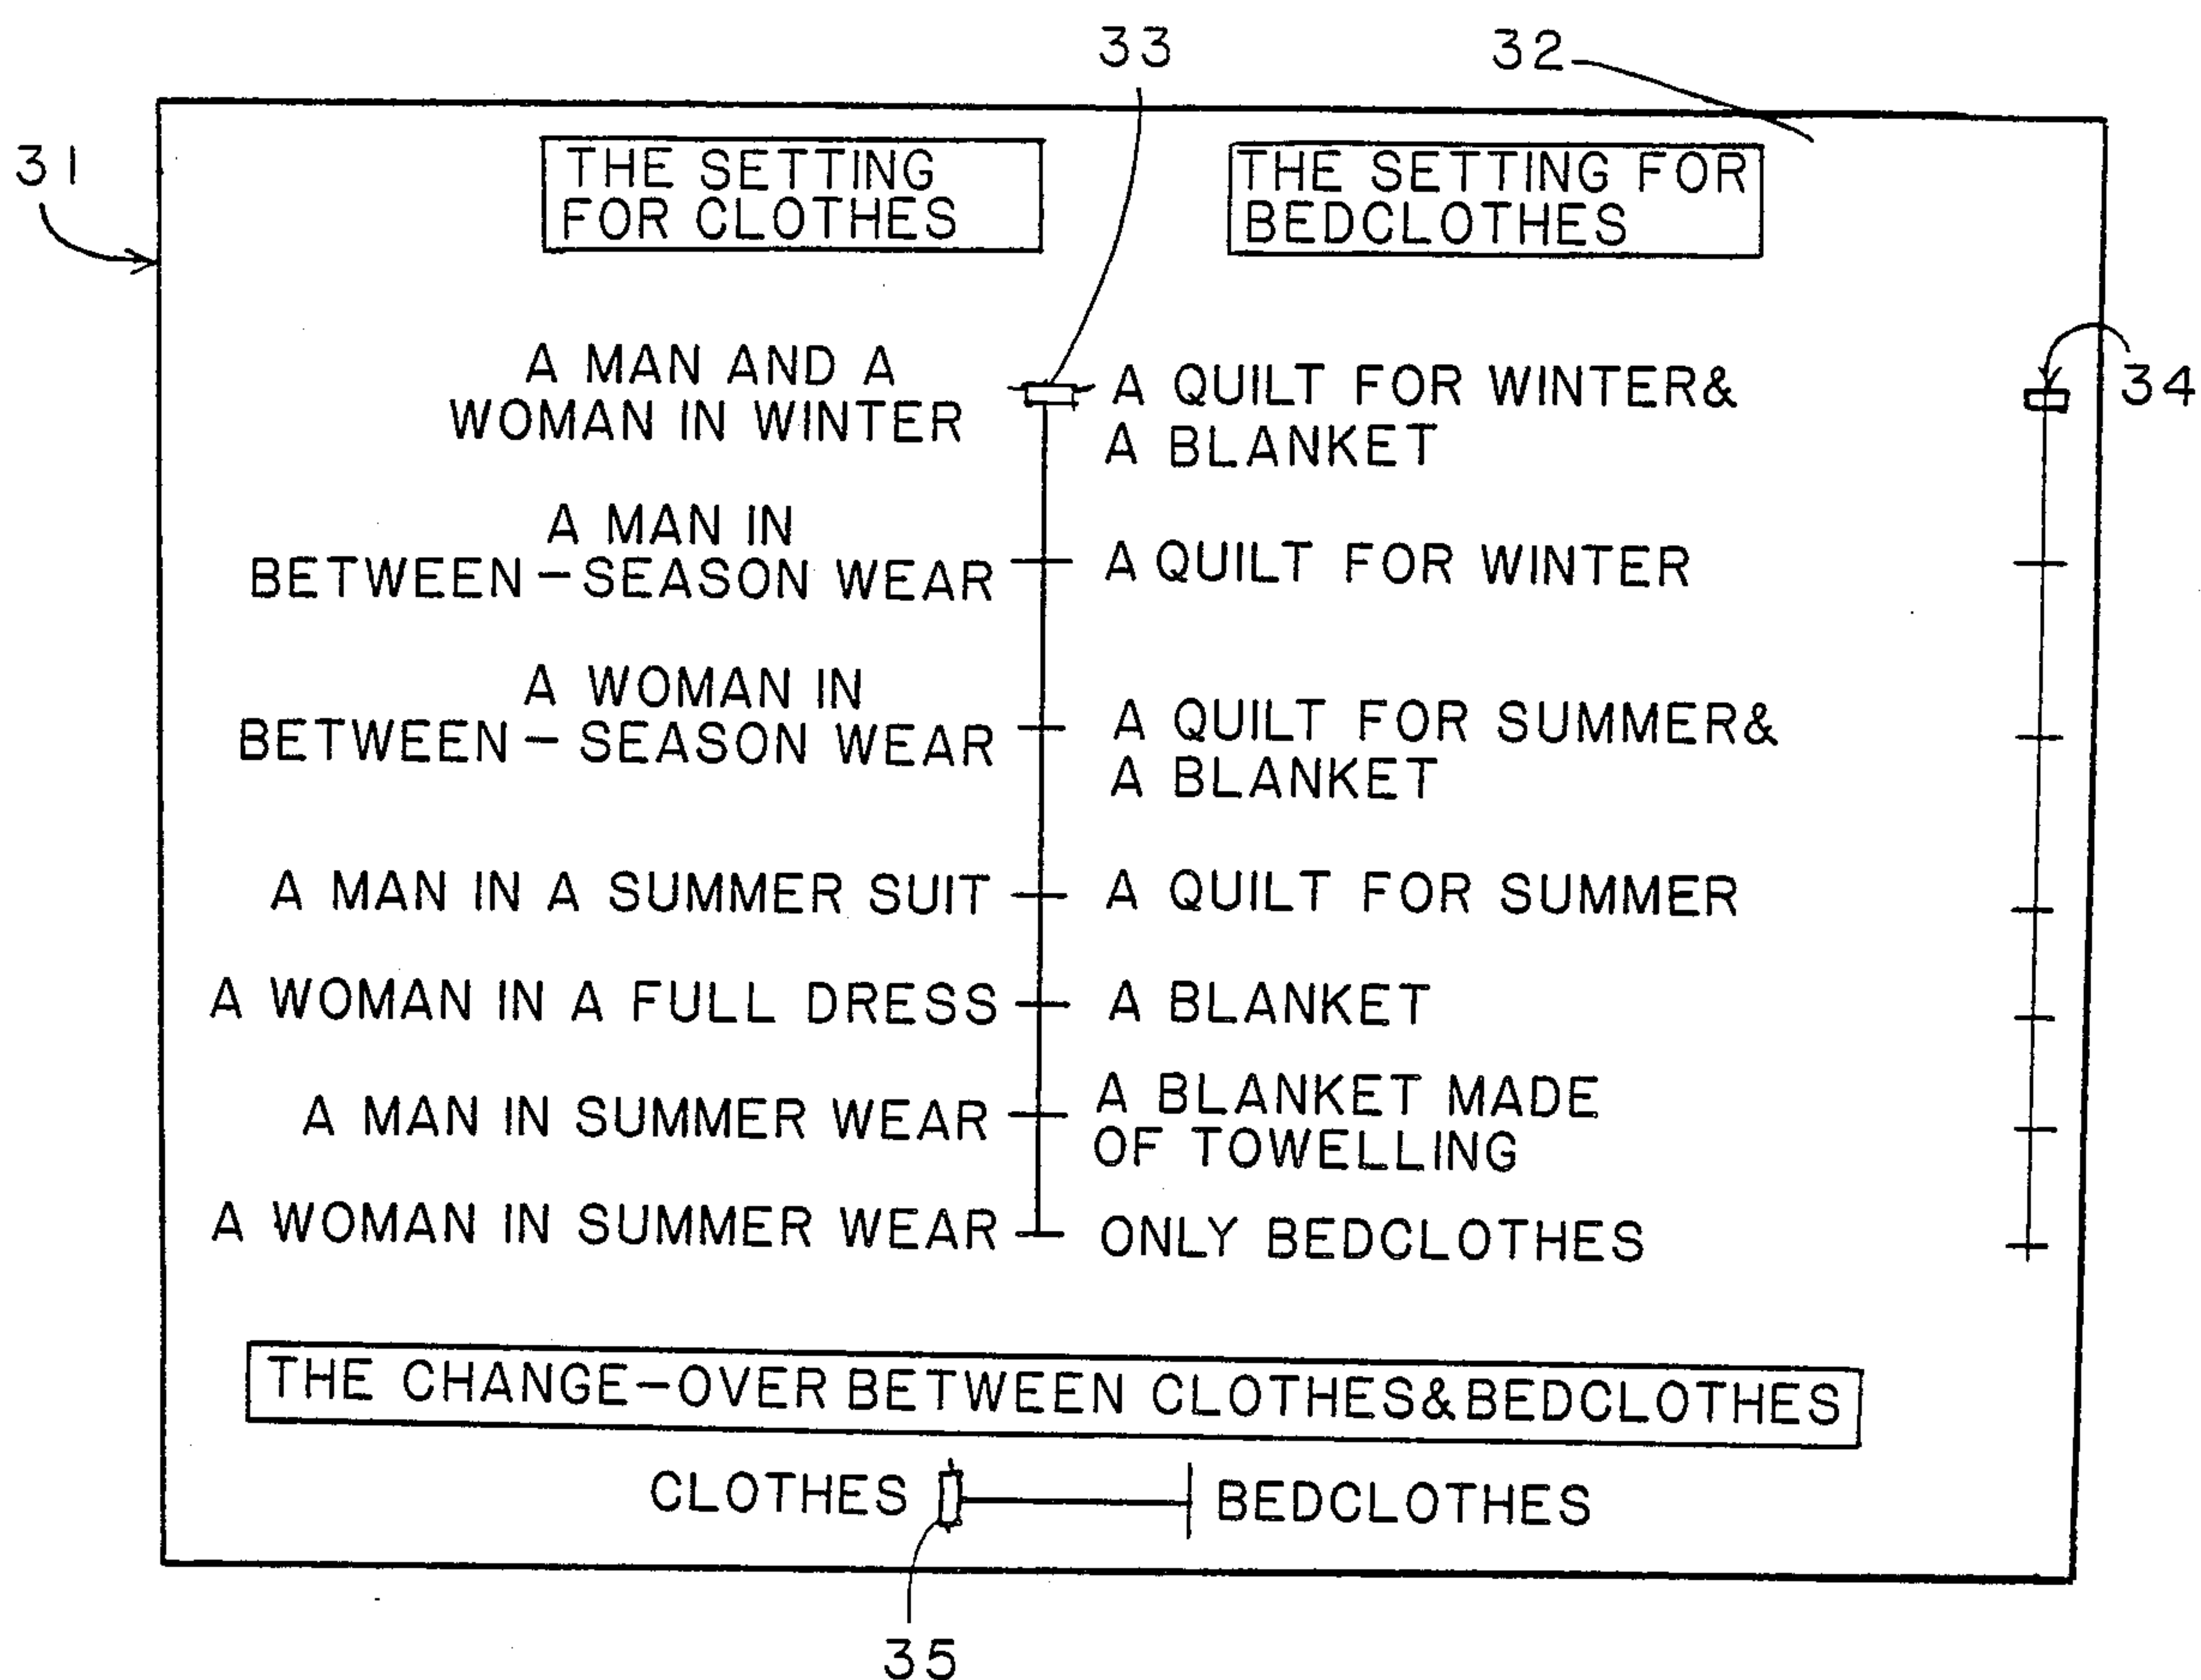 33
32
31
THE SETTING
FOR CLOTHES
THE SETTING FOR
BEDCLOTHES
A MAN AND A
WOMAN IN WINTER
A QUILT FOR WINTER&
A BLANKET
34
A MAN IN
BETWEEN-SEASON WEAR
A QUILT FOR WINTER
A WOMAN IN
BETWEEN-SEASON WEAR
A QUILT FOR SUMMER&
A BLANKET
A MAN IN A SUMMER SUIT
A QUILT FOR SUMMER
A WOMAN IN A FULL DRESS
A BLANKET
A MAN IN SUMMER WEAR
A BLANKET MADE
OF TOWELLING
A WOMAN IN SUMMER WEAR
ONLY BEDCLOTHES
THE CHANGE-OVER BETWEEN CLOTHES&BEDCLOTHES
CLOTHES
BEDCLOTHES
35